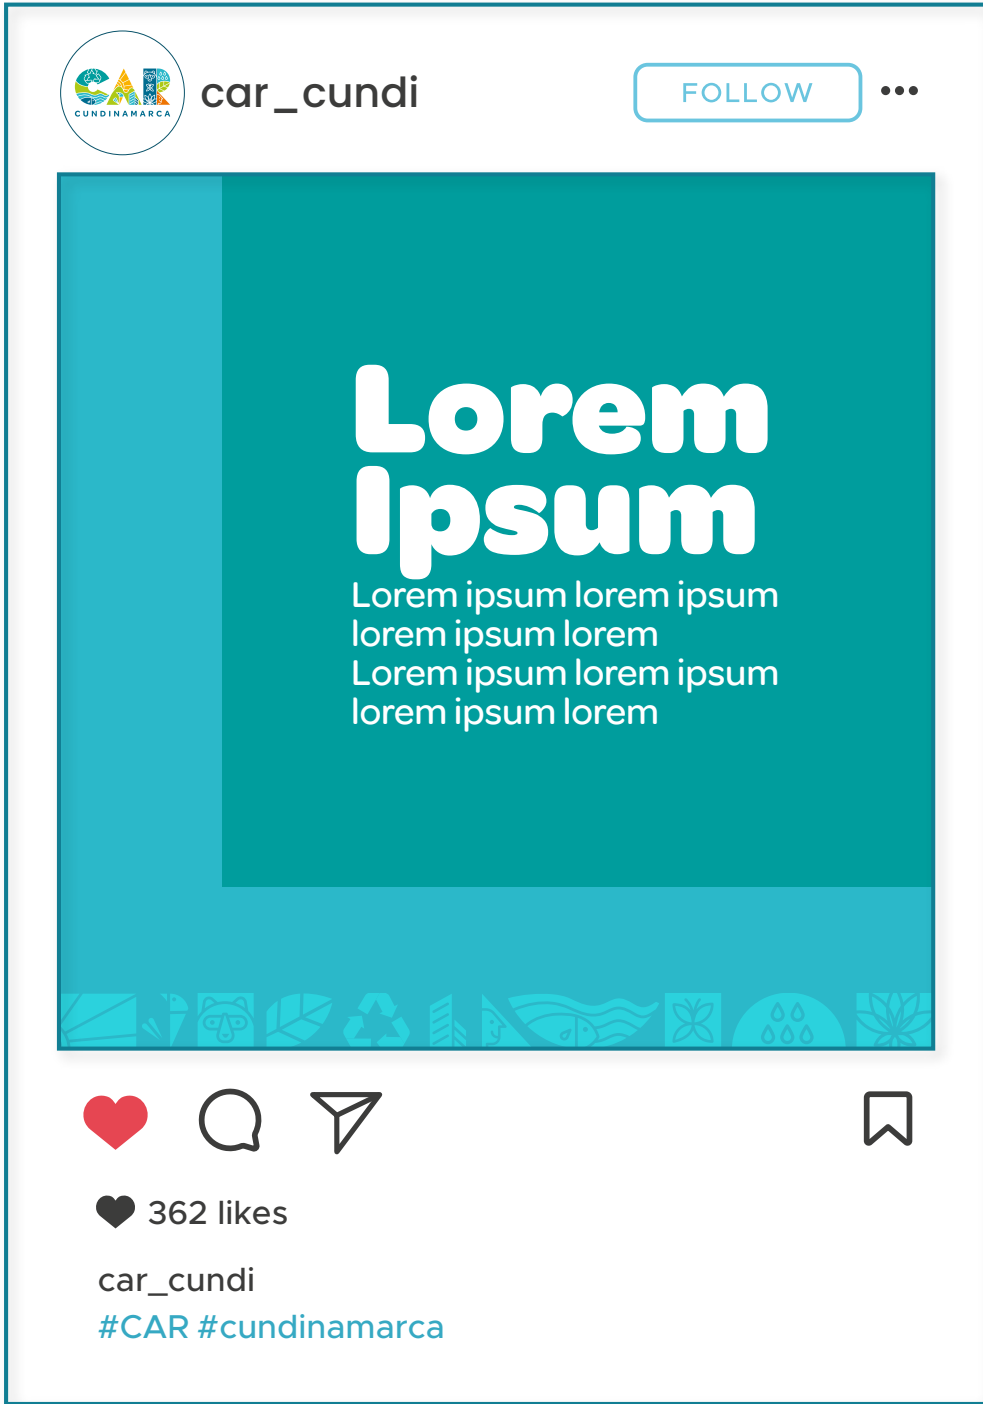 CAR
CUNDINAMARCA
car_cundi
FOLLOW
Lorem
Ipsum
Lorem ipsum lorem ipsum
lorem ipsum lorem
Lorem ipsum lorem ipsum
lorem ipsum lorem
362 likes
car_cundi
#CAR #cundinamarca